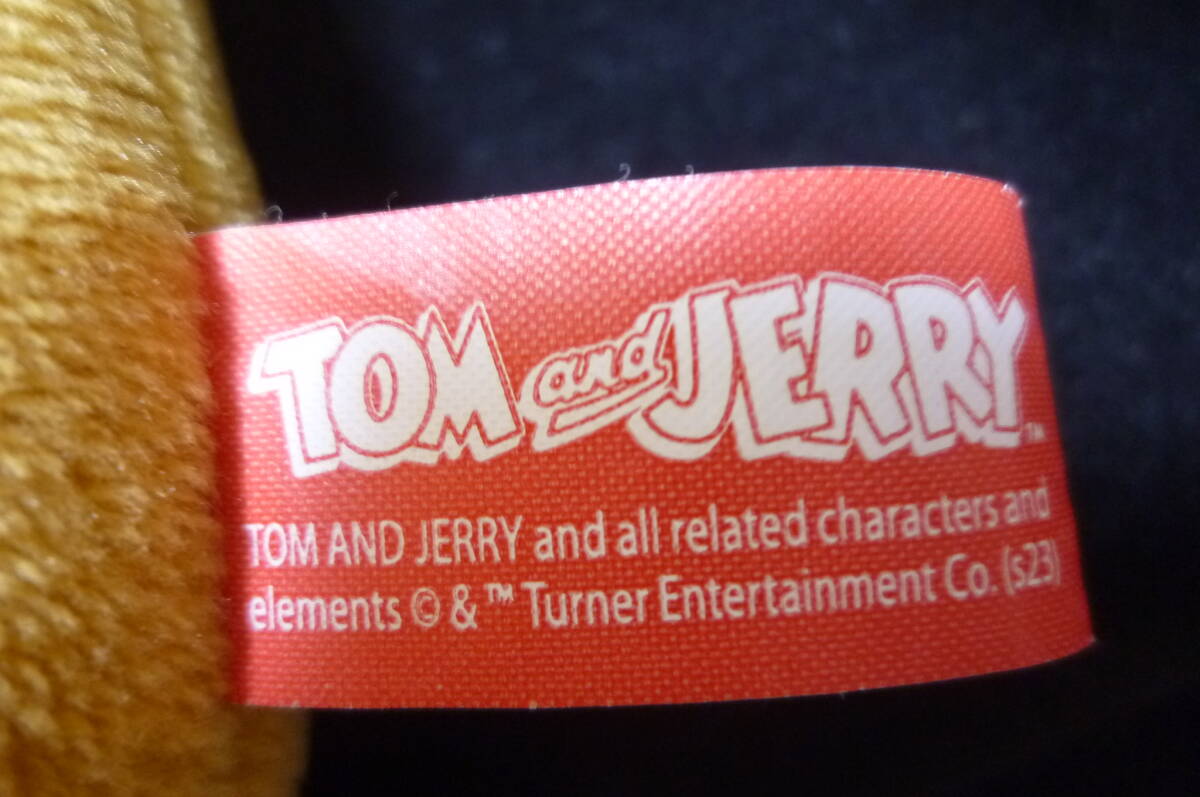 TOM and JERRY™
TOM AND JERRY and all related characters and
elements © & ™ Turner Entertainment Co. (s23)